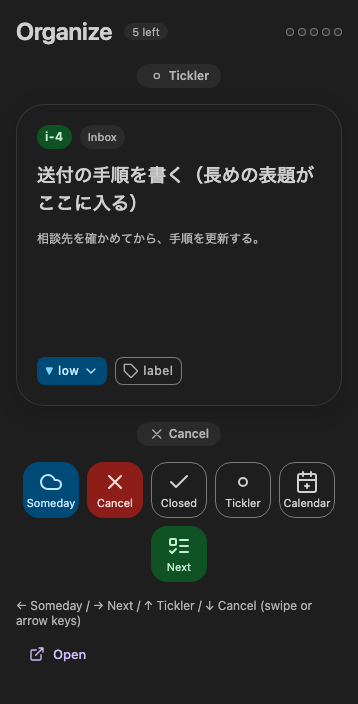 Organize 5 left
Tickler
i-4 Inbox
送付の手順を書く（長めの表題が
ここに入る）
相談先を確かめてから、手順を更新する。
low label
Cancel
Someday Cancel Closed Tickler Calendar
Next
← Someday / → Next / ↑ Tickler / ↓ Cancel (swipe or
arrow keys)
Open